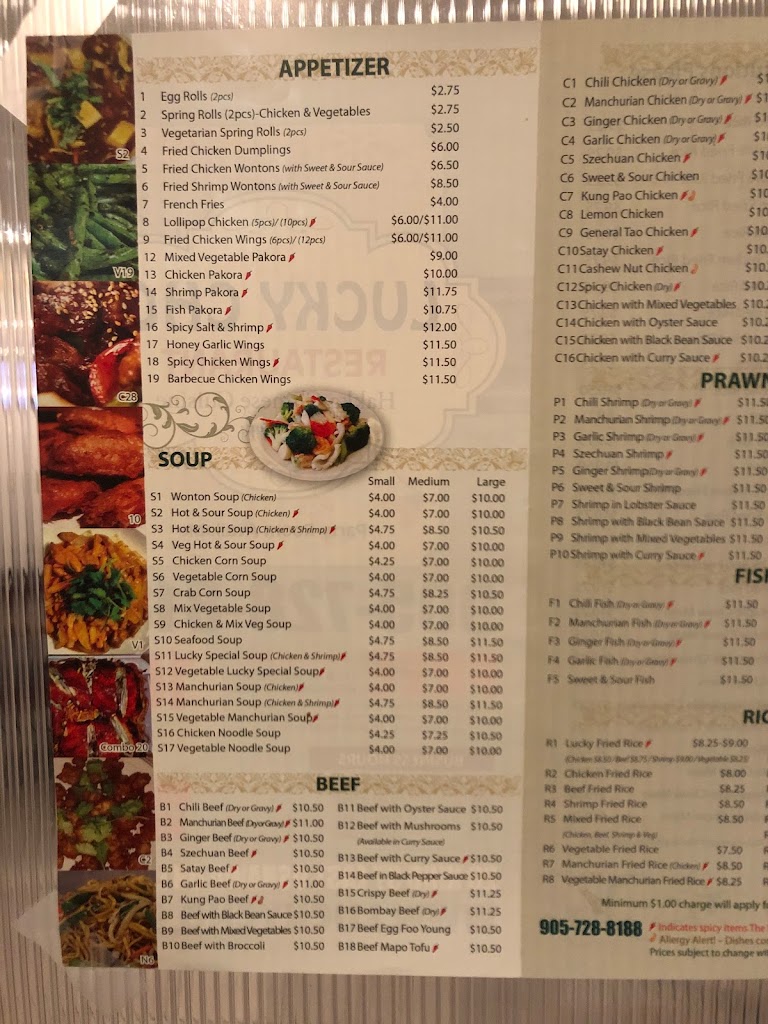 APPETIZER
1 Egg Rolls (2pcs) $2.75
2 Spring Rolls (2pcs)-Chicken & Vegetables $2.75
3 Vegetarian Spring Rolls (2pcs) $2.50
4 Fried Chicken Dumplings $6.00
5 Fried Chicken Wontons (with Sweet & Sour Sauce) $6.50
6 Fried Shrimp Wontons (with Sweet & Sour Sauce) $8.50
7 French Fries $4.00
8 Lollipop Chicken (5pcs)/(10pcs) $6.00/$11.00
9 Fried Chicken Wings (6pcs)/(12pcs) $6.00/$11.00
12 Mixed Vegetable Pakora $9.00
13 Chicken Pakora $10.00
14 Shrimp Pakora $11.75
15 Fish Pakora $10.75
16 Spicy Salt & Shrimp $12.00
17 Honey Garlic Wings $11.50
18 Spicy Chicken Wings $11.50
19 Barbecue Chicken Wings $11.50
SOUP
Small Medium Large
S1 Wonton Soup (Chicken) $4.00 $7.00 $10.00
S2 Hot & Sour Soup (Chicken) $4.00 $7.00 $10.00
S3 Hot & Sour Soup (Chicken & Shrimp) $4.75 $8.50 $10.50
S4 Veg Hot & Sour Soup $4.00 $7.00 $10.00
S5 Chicken Corn Soup $4.25 $7.00 $10.00
S6 Vegetable Corn Soup $4.00 $7.00 $10.00
S7 Crab Corn Soup $4.75 $8.25 $10.50
S8 Mix Vegetable Soup $4.00 $7.00 $10.00
S9 Chicken & Mix Veg Soup $4.00 $7.00 $10.00
S10 Seafood Soup $4.75 $8.50 $11.50
S11 Lucky Special Soup (Chicken & Shrimp) $4.75 $8.50 $11.50
S12 Vegetable Lucky Special Soup $4.00 $7.00 $10.00
S13 Manchurian Soup (Chicken) $4.00 $7.00 $10.00
S14 Manchurian Soup (Chicken & Shrimp) $4.75 $8.50 $11.50
S15 Vegetable Manchurian Soup $4.00 $7.00 $10.00
S16 Chicken Noodle Soup $4.25 $7.25 $10.50
S17 Vegetable Noodle Soup $4.00 $7.00 $10.00
BEEF
B1 Chili Beef (Dry or Gravy) $10.50
B2 Manchurian Beef (Dry or Gravy) $11.00
B3 Ginger Beef (Dry or Gravy) $10.50
B4 Szechuan Beef $10.50
B5 Satay Beef $10.50
B6 Garlic Beef (Dry or Gravy) $11.00
B7 Kung Pao Beef $10.50
B8 Beef with Black Bean Sauce $10.50
B9 Beef with Mixed Vegetables $10.50
B10 Beef with Broccoli $10.50
B11 Beef with Oyster Sauce $10.50
B12 Beef with Mushrooms $10.50
(Available in Curry Sauce)
B13 Beef with Curry Sauce $10.50
B14 Beef in Black Pepper Sauce $10.50
B15 Crispy Beef (Dry) $11.25
B16 Bombay Beef (Dry) $11.25
B17 Beef Egg Foo Young $10.50
B18 Beef Mapo Tofu $10.50
C1 Chili Chicken (Dry or Gravy)
C2 Manchurian Chicken (Dry or Gravy)
C3 Ginger Chicken (Dry or Gravy)
C4 Garlic Chicken (Dry or Gravy)
C5 Szechuan Chicken
C6 Sweet & Sour Chicken
C7 Kung Pao Chicken
C8 Lemon Chicken
C9 General Tao Chicken
C10 Satay Chicken
C11 Cashew Nut Chicken
C12 Spicy Chicken (Dry)
C13 Chicken with Mixed Vegetables
C14 Chicken with Oyster Sauce
C15 Chicken with Black Bean Sauce
C16 Chicken with Curry Sauce
PRAWN
P1 Chili Shrimp (Dry or Gravy) $11.50
P2 Manchurian Shrimp (Dry or Gravy) $11.50
P3 Garlic Shrimp (Dry or Gravy) $11.50
P4 Szechuan Shrimp $11.50
P5 Ginger Shrimp (Dry or Gravy) $11.50
P6 Sweet & Sour Shrimp $11.50
P7 Shrimp in Lobster Sauce $11.50
P8 Shrimp with Black Bean Sauce $11.50
P9 Shrimp with Mixed Vegetables $11.50
P10 Shrimp with Curry Sauce $11.50
FIS
F1 Chili Fish (Dry or Gravy) $11.50
F2 Manchurian Fish (Dry or Gravy) $11.50
F3 Ginger Fish (Dry or Gravy) $11.50
F4 Garlic Fish (Dry or Gravy) $11.50
F5 Sweet & Sour Fish $11.50
RIC
R1 Lucky Fried Rice $8.25-$9.00
(Chicken $8.50 / Beef $8.75 / Shrimp $9.00 / Vegetable $8.25)
R2 Chicken Fried Rice $8.00
R3 Beef Fried Rice $8.25
R4 Shrimp Fried Rice $8.50
R5 Mixed Fried Rice $8.50
(Chicken, Beef, Shrimp & Veg)
R6 Vegetable Fried Rice $7.50
R7 Manchurian Fried Rice (Chicken) $8.50
R8 Vegetable Manchurian Fried Rice $8.25
Minimum $1.00 charge will apply f
905-728-8188
Indicates spicy items. The
Allergy Alert! - Dishes co
Prices subject to change wi
S2
V19
C28
10
V1
Combo 20
C2
N6